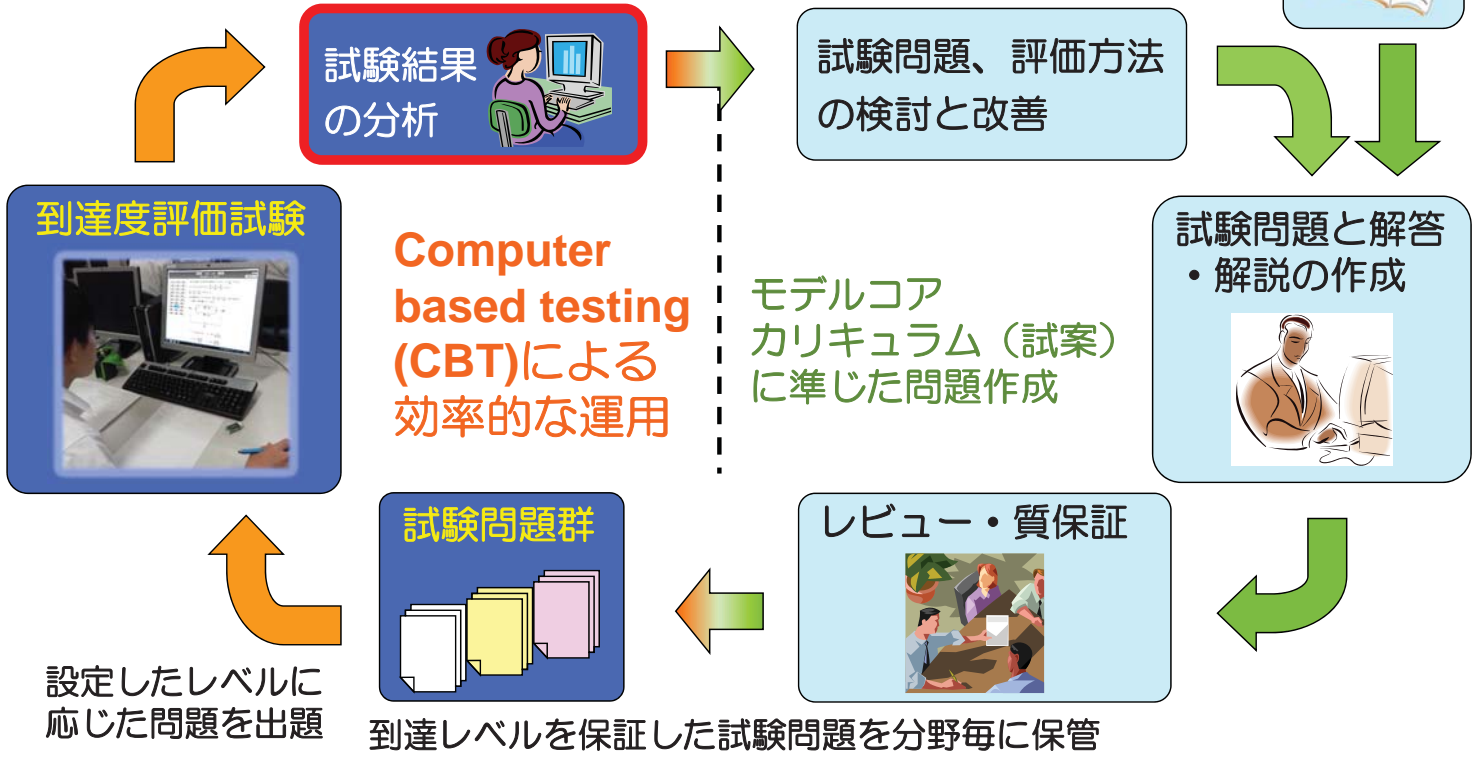 試験結果
の分析
試験問題、評価方法
の検討と改善
到達度評価試験
Computer
based testing
(CBT)による
効率的な運用
モデルコア
カリキュラム（試案）
に準じた問題作成
試験問題と解答
・解説の作成
試験問題群
レビュー・質保証
設定したレベルに
応じた問題を出題
到達レベルを保証した試験問題を分野毎に保管